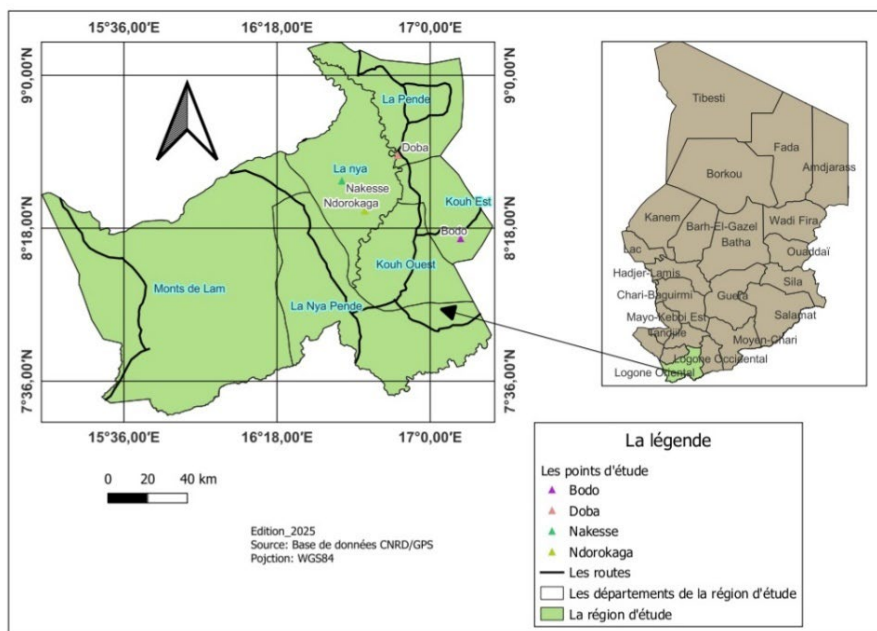 15°36,00'E 16°18,00'E 17°0,00'E
9°0,00'N
9°0,00'N
La Pende
Doba
La nya
Nakesse
Ndorokaga
Kouh Est
8°18,00'N
8°18,00'N
Bodo
Kouh Ouest
Monts de Lam
La Nya Pende
7°36,00'N
7°36,00'N
15°36,00'E 16°18,00'E 17°0,00'E
0 20 40 km
Edition_2025
Source: Base de données CNRD/GPS
Pojction: WGS84
Tibesti
Fada
Amdjarass
Borkou
Kanem
Barh-El-Gazel
Wadi Fira
Batha
Lac
Ouaddaï
Hadjer-Lamis
Sila
Chari-Baguirmi
Guera
Salamat
Mayo-Kebbi Est
Tandjile
Moyen-Chari
Logone Occidental
Logone Oriental
La légende
Les points d'étude
Bodo
Doba
Nakesse
Ndorokaga
Les routes
Les départements de la région d'étude
La région d'étude